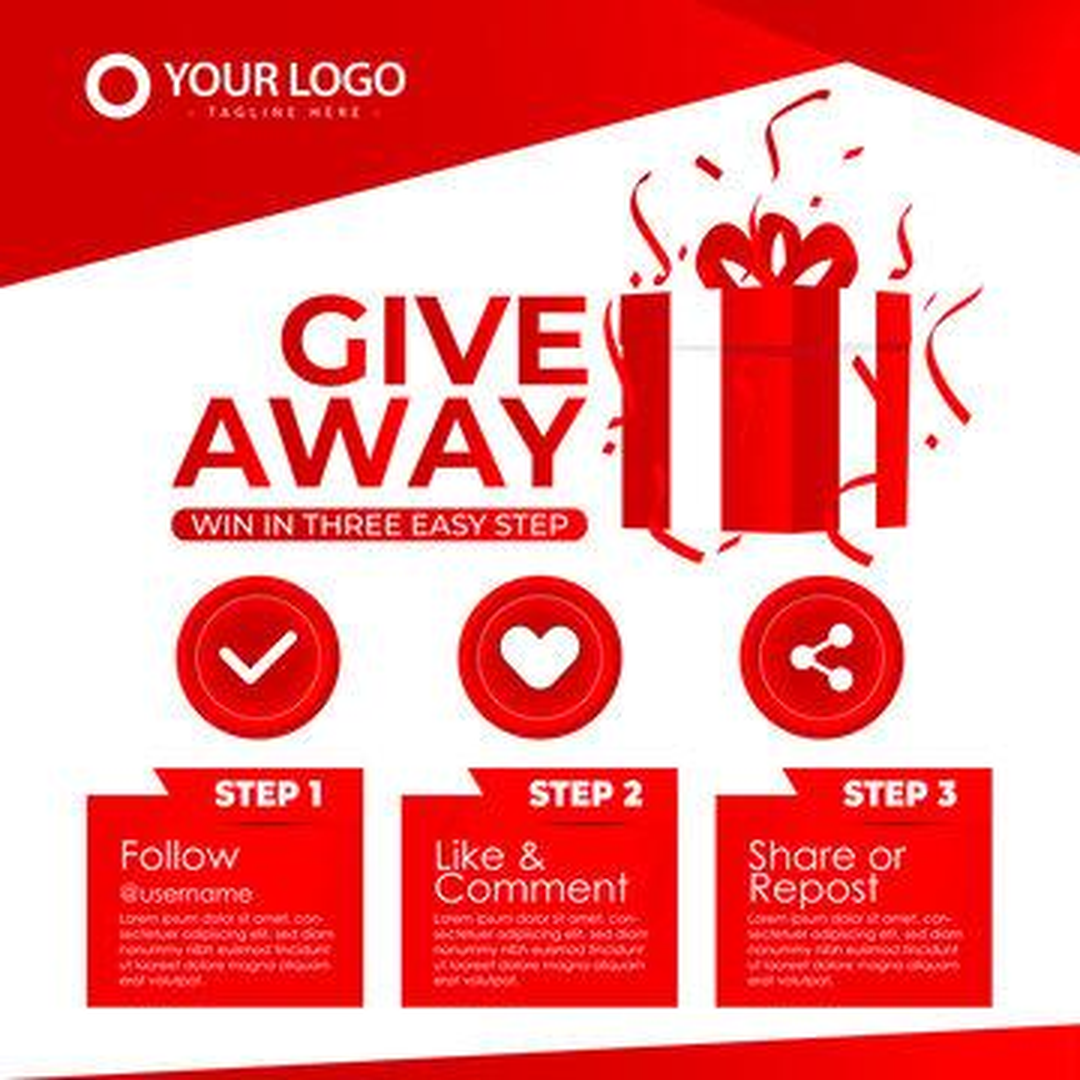 YOUR LOGO
- TAGLINE HERE -
GIVE
AWAY
WIN IN THREE EASY STEP
STEP 1
Follow
@username
Lorem ipsum dolor sit amet, con-
sectetuer adipiscing elit, sed diam
nonummy nibh euismod tincidunt
ut laoreet dolore magna aliquam
erat volutpat.
STEP 2
Like &
Comment
Lorem ipsum dolor sit amet, con-
sectetuer adipiscing elit, sed diam
nonummy nibh euismod tincidunt
ut laoreet dolore magna aliquam
erat volutpat.
STEP 3
Share or
Repost
Lorem ipsum dolor sit amet, con-
sectetuer adipiscing elit, sed diam
nonummy nibh euismod tincidunt
ut laoreet dolore magna aliquam
erat volutpat.